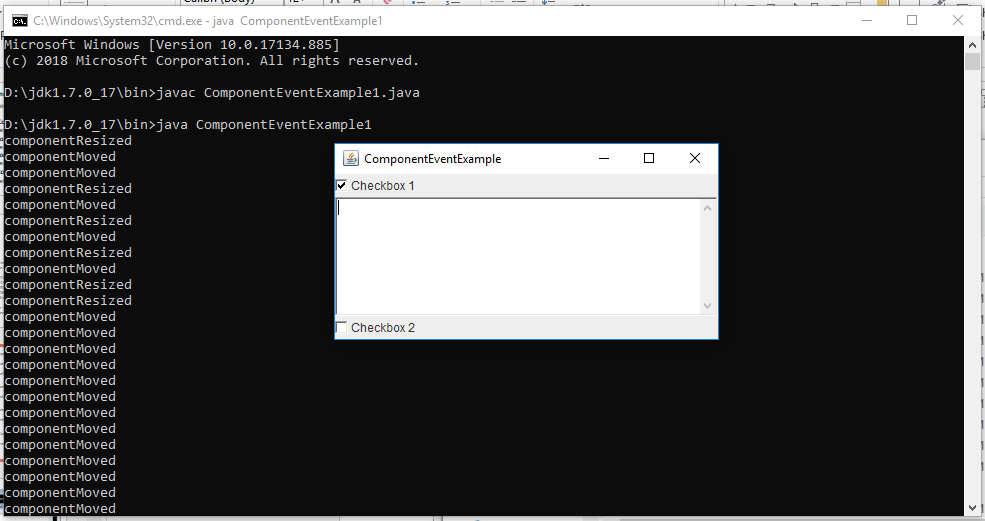 C:\Windows\System32\cmd.exe - java  ComponentEventExample1
Microsoft Windows [Version 10.0.17134.885]
(c) 2018 Microsoft Corporation. All rights reserved.
D:\jdk1.7.0_17\bin>javac ComponentEventExample1.java
D:\jdk1.7.0_17\bin>java ComponentEventExample1
componentResized
componentMoved
componentMoved
componentResized
componentMoved
componentResized
componentMoved
componentResized
componentMoved
componentResized
componentResized
componentMoved
componentMoved
componentMoved
componentMoved
componentMoved
componentMoved
componentMoved
componentMoved
componentMoved
componentMoved
componentMoved
componentMoved
componentMoved
ComponentEventExample
Checkbox 1
Checkbox 2